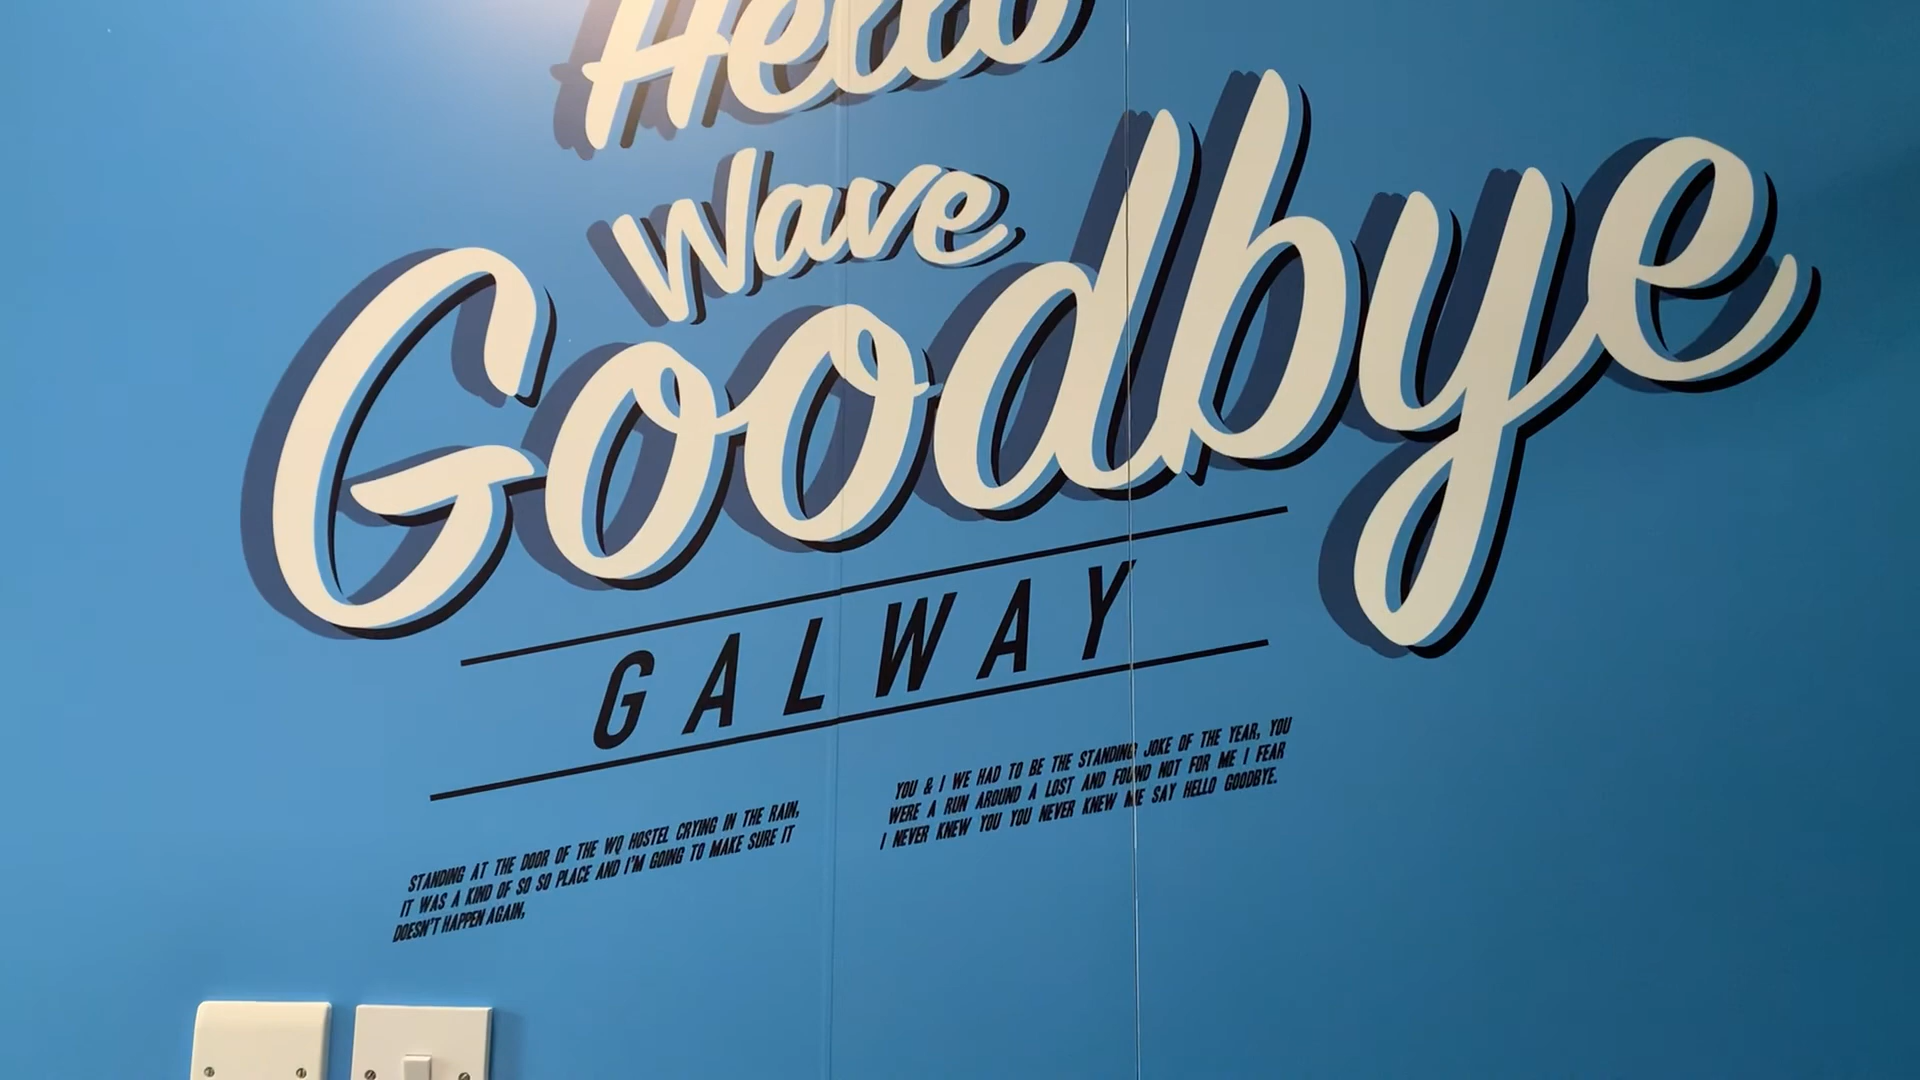 Hello
Wave
Goodbye
GALWAY
STANDING AT THE DOOR OF THE WQ HOSTEL CRYING IN THE RAIN,
IT WAS A KIND OF SO SO PLACE AND I'M GOING TO MAKE SURE IT
DOESN'T HAPPEN AGAIN,
YOU & I WE HAD TO BE THE STANDING JOKE OF THE YEAR, YOU
WERE A RUN AROUND A LOST AND FOUND NOT FOR ME I FEAR
I NEVER KNEW YOU YOU NEVER KNEW ME SAY HELLO GOODBYE.